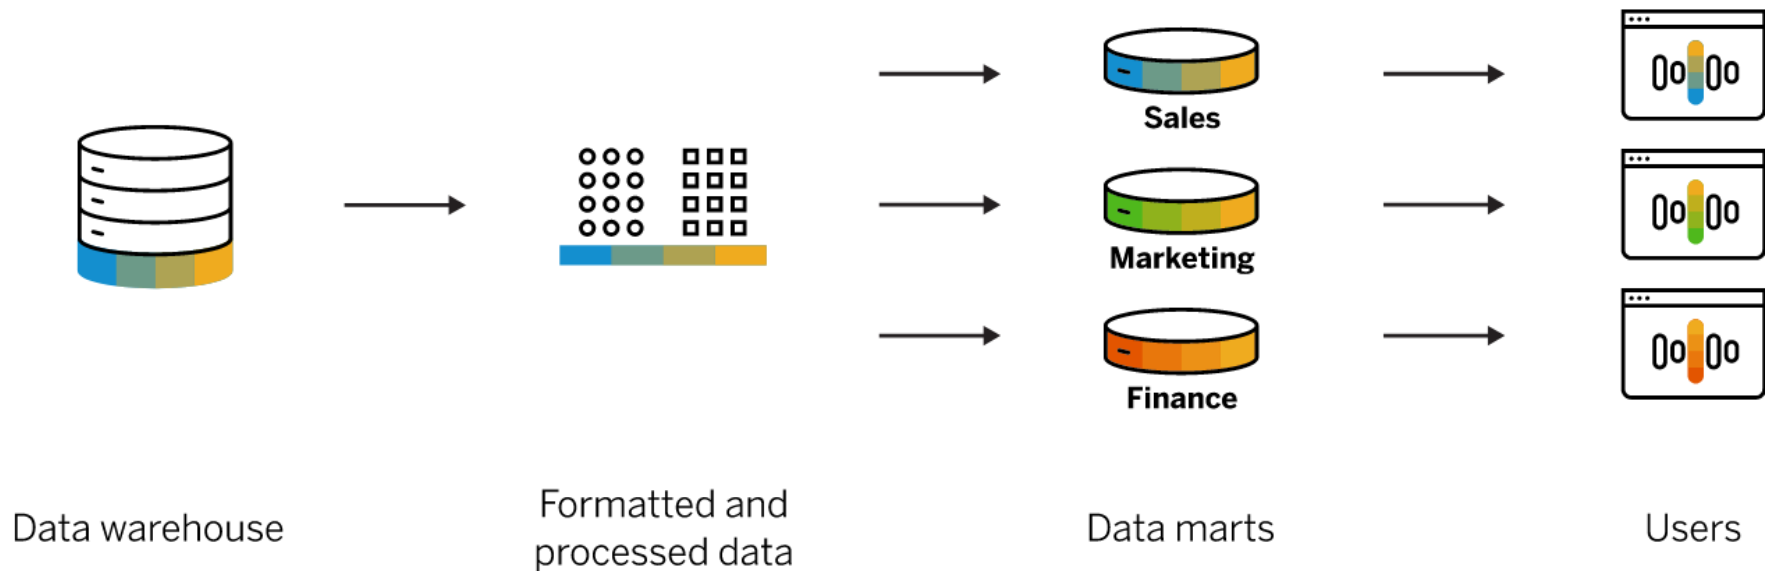 Sales
Marketing
Finance
Data warehouse
Formatted and
processed data
Data marts
Users